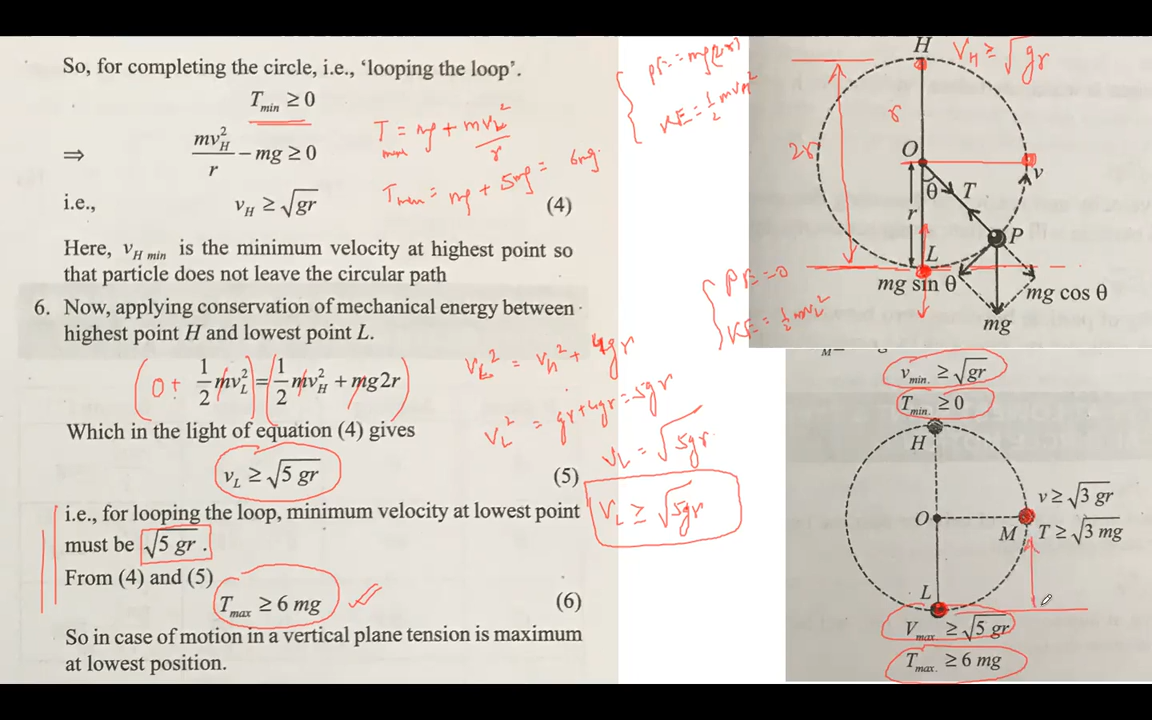 So, for completing the circle, i.e., ‘looping the loop’.
T_min ≥ 0
⇒ mv_H²/r − mg ≥ 0
i.e., v_H ≥ √gr (4)
Here, v_H min is the minimum velocity at highest point so
that particle does not leave the circular path
6. Now, applying conservation of mechanical energy between
highest point H and lowest point L.
(0 + 1/2 mv_L²) = (1/2 mv_H² + mg2r)
Which in the light of equation (4) gives
v_L ≥ √5 gr (5)
i.e., for looping the loop, minimum velocity at lowest point
must be √5 gr.
From (4) and (5)
T_max ≥ 6 mg (6)
So in case of motion in a vertical plane tension is maximum
at lowest position.
T = mg + mv_L²/r
= mg + 5mg = 6mg
v_L² = v_H² + 4gr
v_L² = gr + 4gr = 5gr
v_L = √5gr
v_L ≥ √5gr
PE = mg(2r)
KE = 1/2 mv_H²
PE = 0
KE = 1/2 mv_L²
H
V_H ≥ √gr
r
2r
O
v
θ
T
r
P
L
mg sin θ
mg cos θ
mg
v_min. ≥ √gr
T_min. ≥ 0
H
v ≥ √3 gr
O
M
T ≥ √3 mg
L
V_max ≥ √5 gr
T_max. ≥ 6 mg